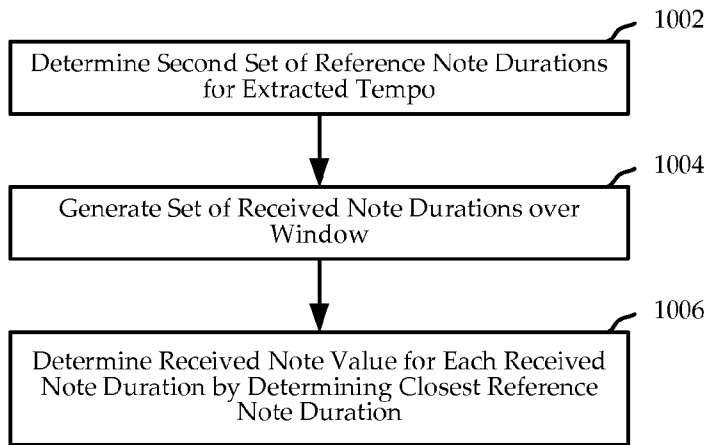 1002
Determine Second Set of Reference Note Durations
for Extracted Tempo
1004
Generate Set of Received Note Durations over
Window
1006
Determine Received Note Value for Each Received
Note Duration by Determining Closest Reference
Note Duration